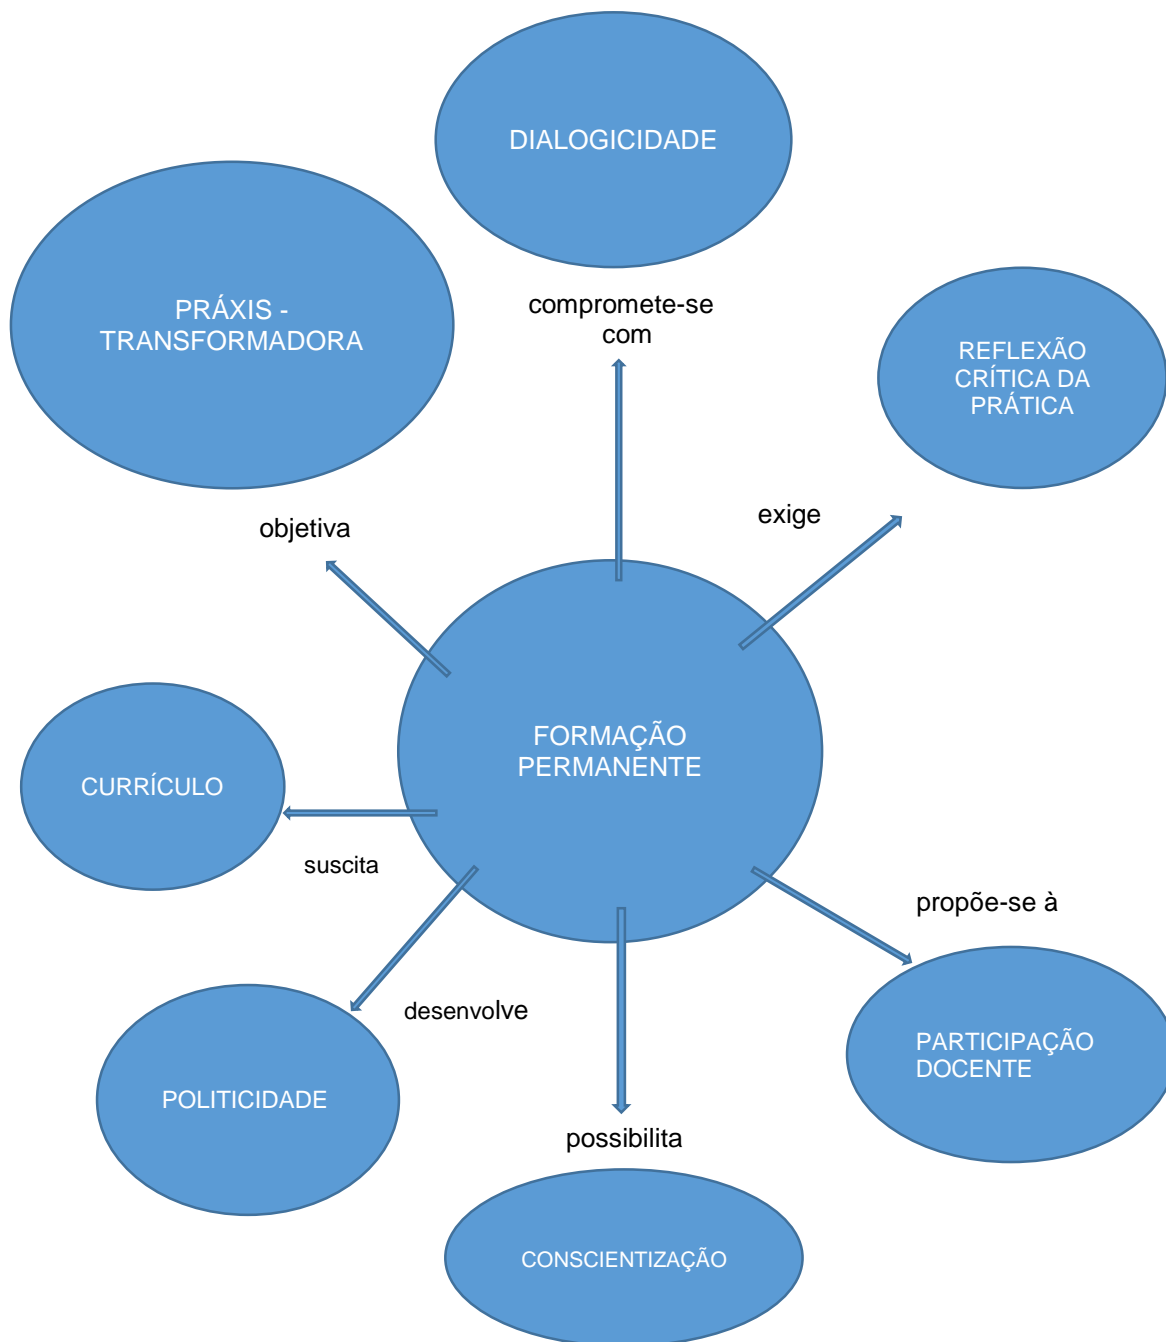 DIALOGICIDADE
PRÁXIS -
TRANSFORMADORA
compromete-se
com
REFLEXÃO
CRÍTICA DA
PRÁTICA
exige
objetiva
FORMAÇÃO
PERMANENTE
CURRÍCULO
suscita
propõe-se à
desenvolve
PARTICIPAÇÃO
DOCENTE
POLITICIDADE
possibilita
CONSCIENTIZAÇÃO